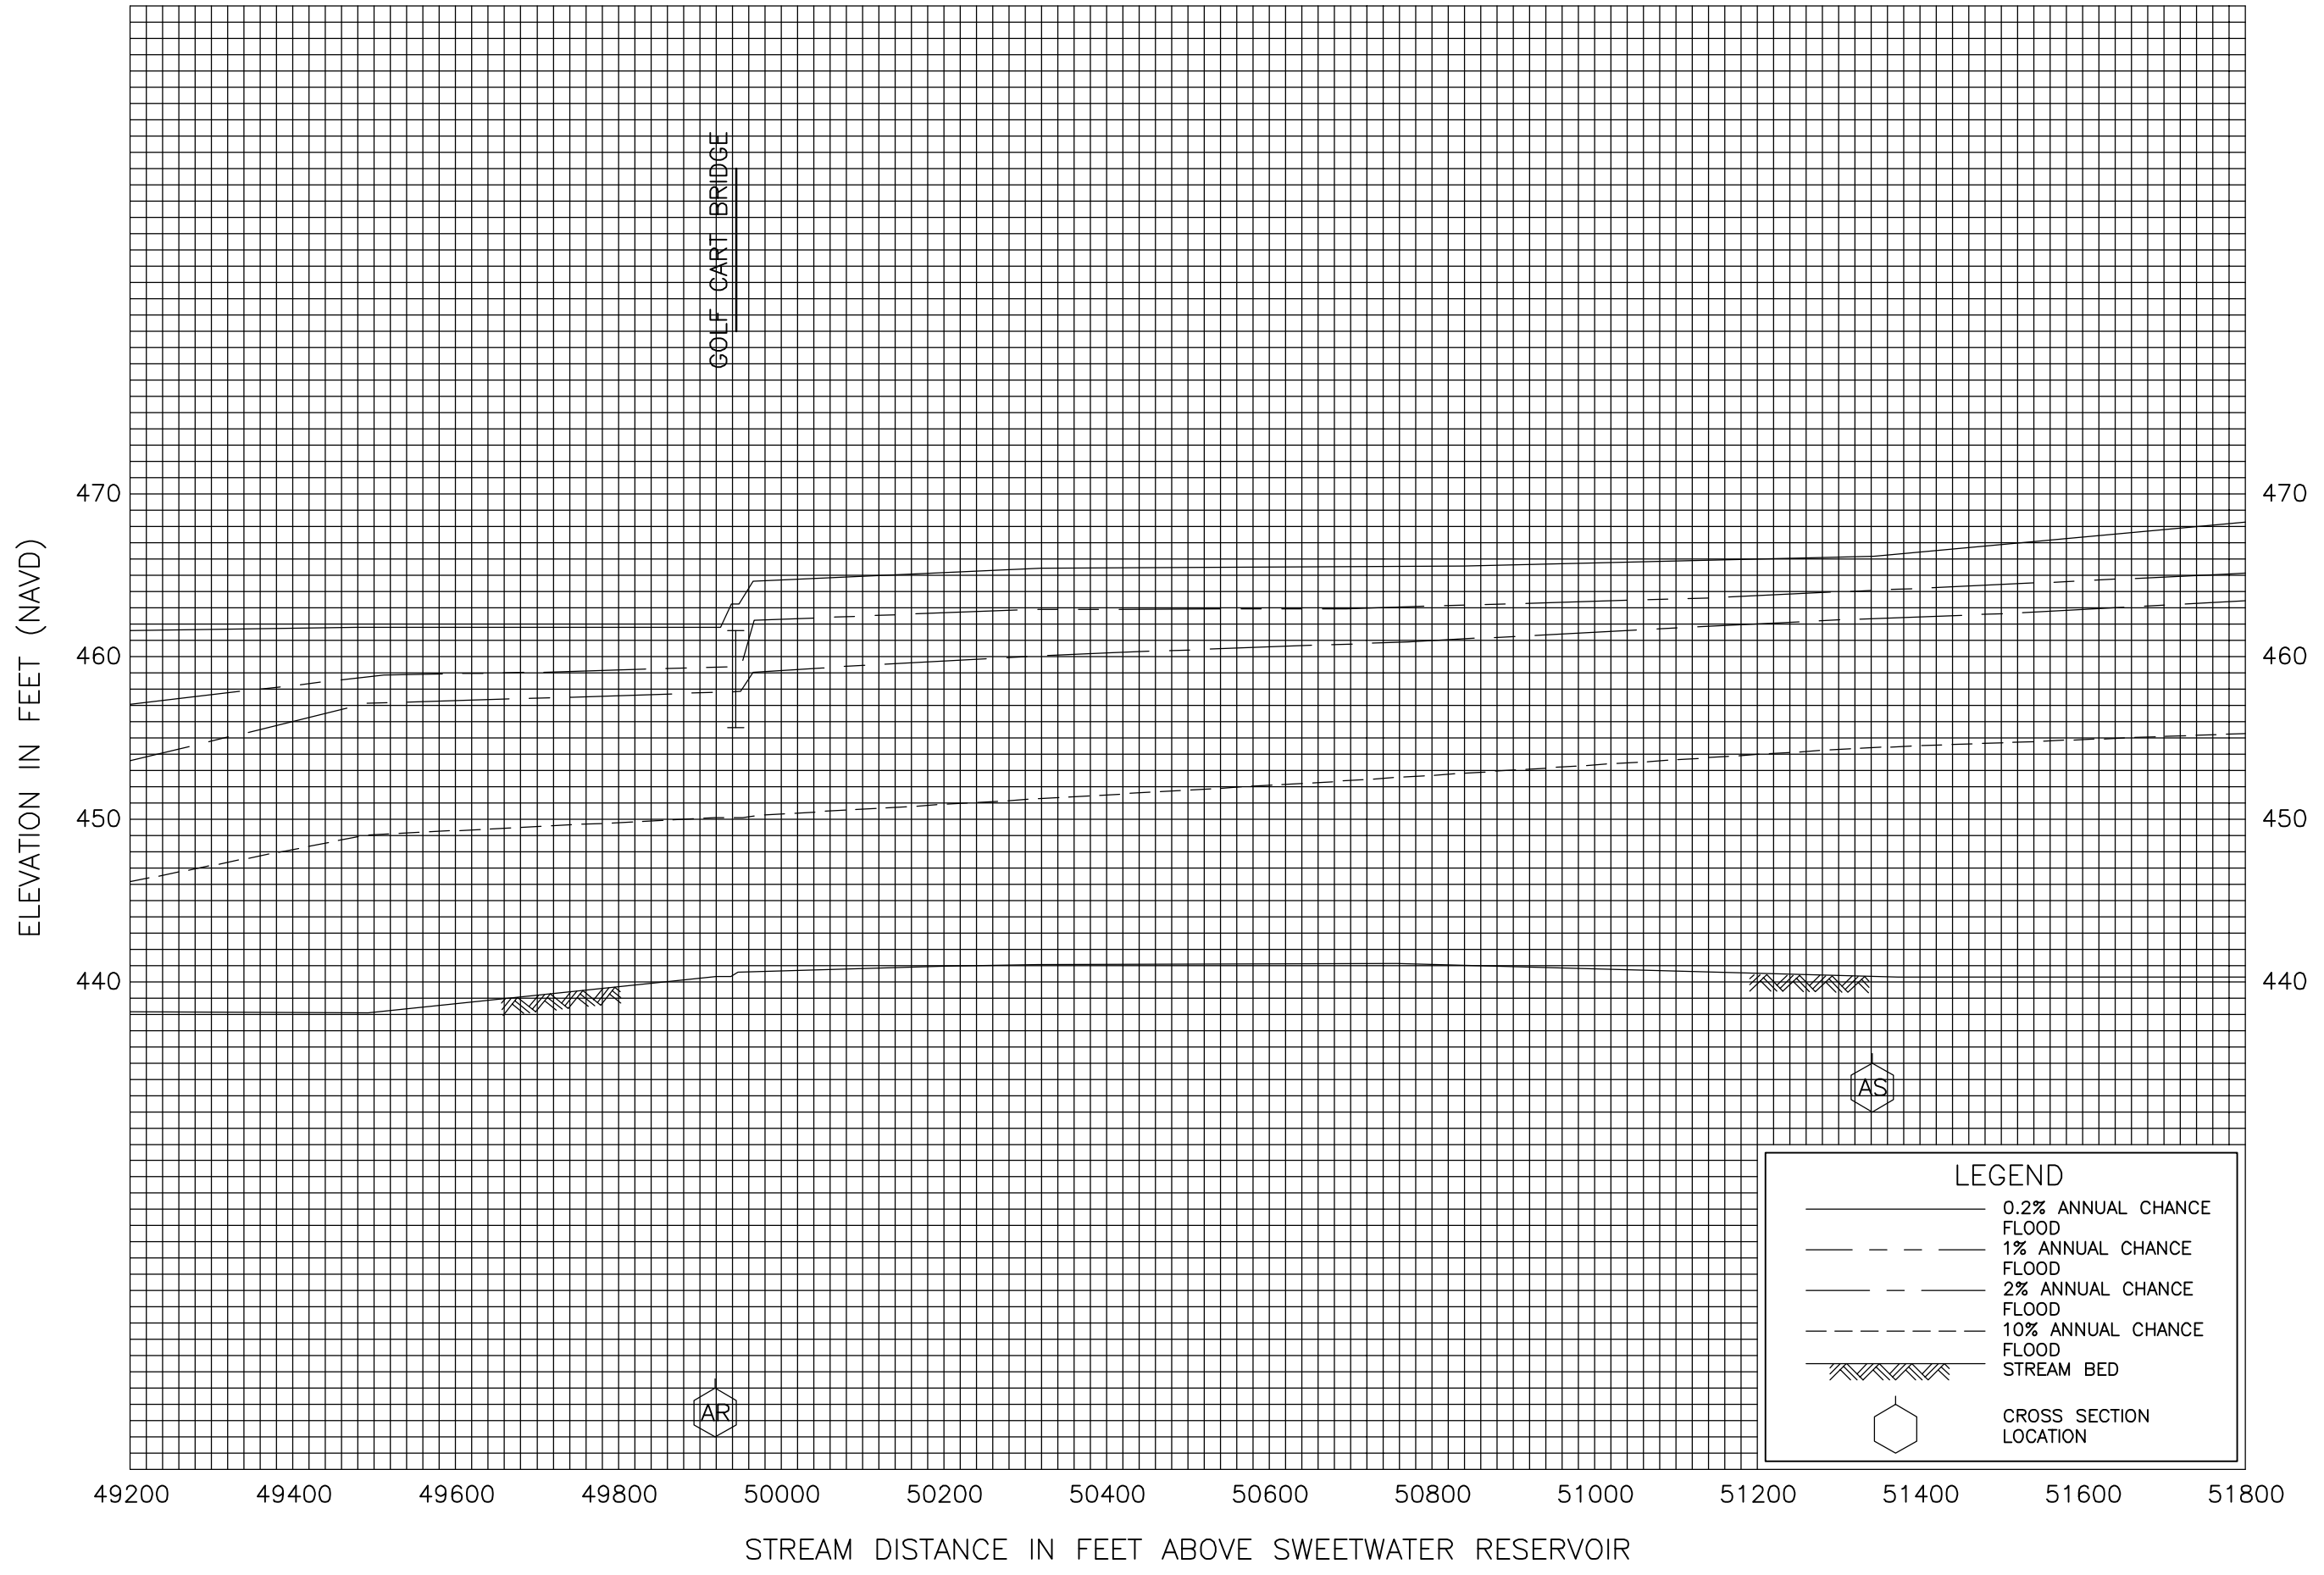 GOLF CART BRIDGE
ELEVATION IN FEET (NAVD)
470
460
450
440
470
460
450
440
AS
AR
LEGEND
0.2% ANNUAL CHANCE
FLOOD
1% ANNUAL CHANCE
FLOOD
2% ANNUAL CHANCE
FLOOD
10% ANNUAL CHANCE
FLOOD
STREAM BED
CROSS SECTION
LOCATION
49200 49400 49600 49800 50000 50200 50400 50600 50800 51000 51200 51400 51600 51800
STREAM DISTANCE IN FEET ABOVE SWEETWATER RESERVOIR